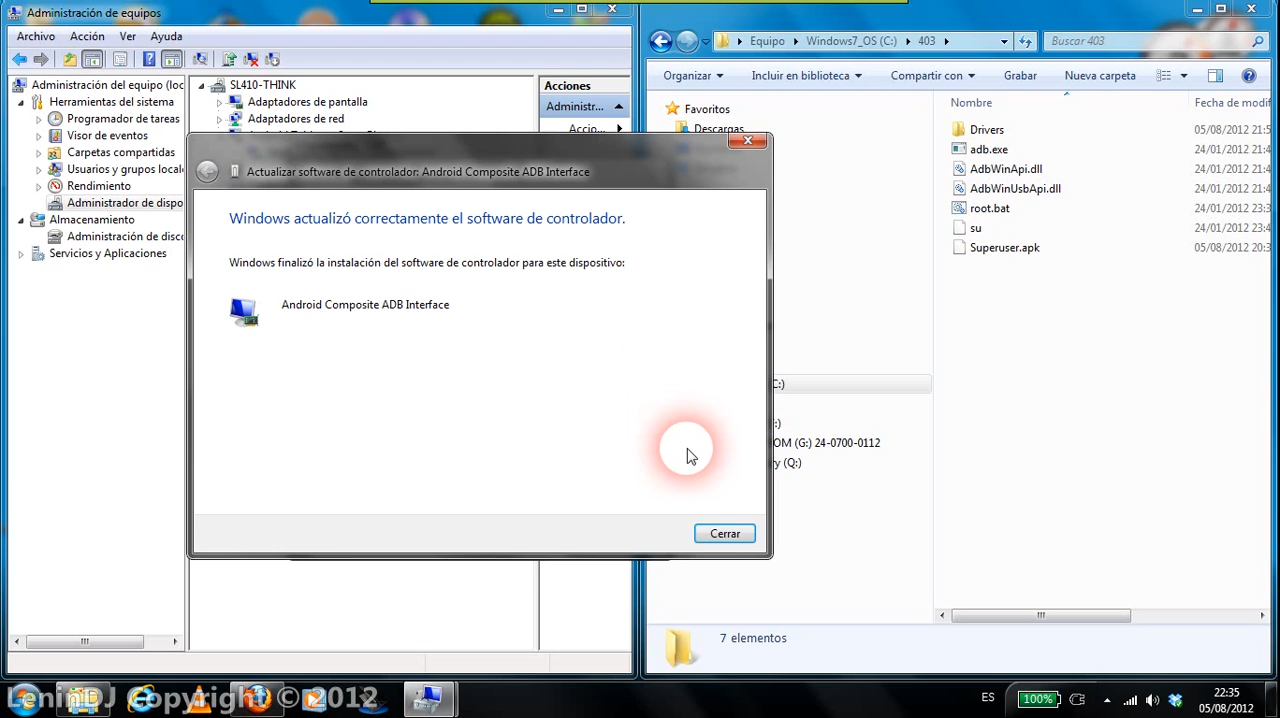 Administración de equipos
Archivo Acción Ver Ayuda
Administración del equipo (loc
Herramientas del sistema
Programador de tareas
Visor de eventos
Carpetas compartidas
Usuarios y grupos locale
Rendimiento
Administrador de dispo
Almacenamiento
Administración de disco
Servicios y Aplicaciones
SL410-THINK
Adaptadores de pantalla
Adaptadores de red
Acciones
Administr...
Accio...
Actualizar software de controlador: Android Composite ADB Interface
Windows actualizó correctamente el software de controlador.
Windows finalizó la instalación del software de controlador para este dispositivo:
Android Composite ADB Interface
Cerrar
Equipo Windows7_OS (C:) 403
Buscar 403
Organizar Incluir en biblioteca Compartir con Grabar Nueva carpeta
Favoritos
Descargas
C:)
:)
OM (G:) 24-0700-0112
ry (Q:)
Nombre Fecha de modif
Drivers 05/08/2012 21:5
adb.exe 24/01/2012 21:4
AdbWinApi.dll 24/01/2012 21:4
AdbWinUsbApi.dll 24/01/2012 21:4
root.bat 24/01/2012 23:3
su 24/01/2012 23:4
Superuser.apk 05/08/2012 20:3
7 elementos
LeninDJ Copyright © 2012
ES 100% 22:35
05/08/2012